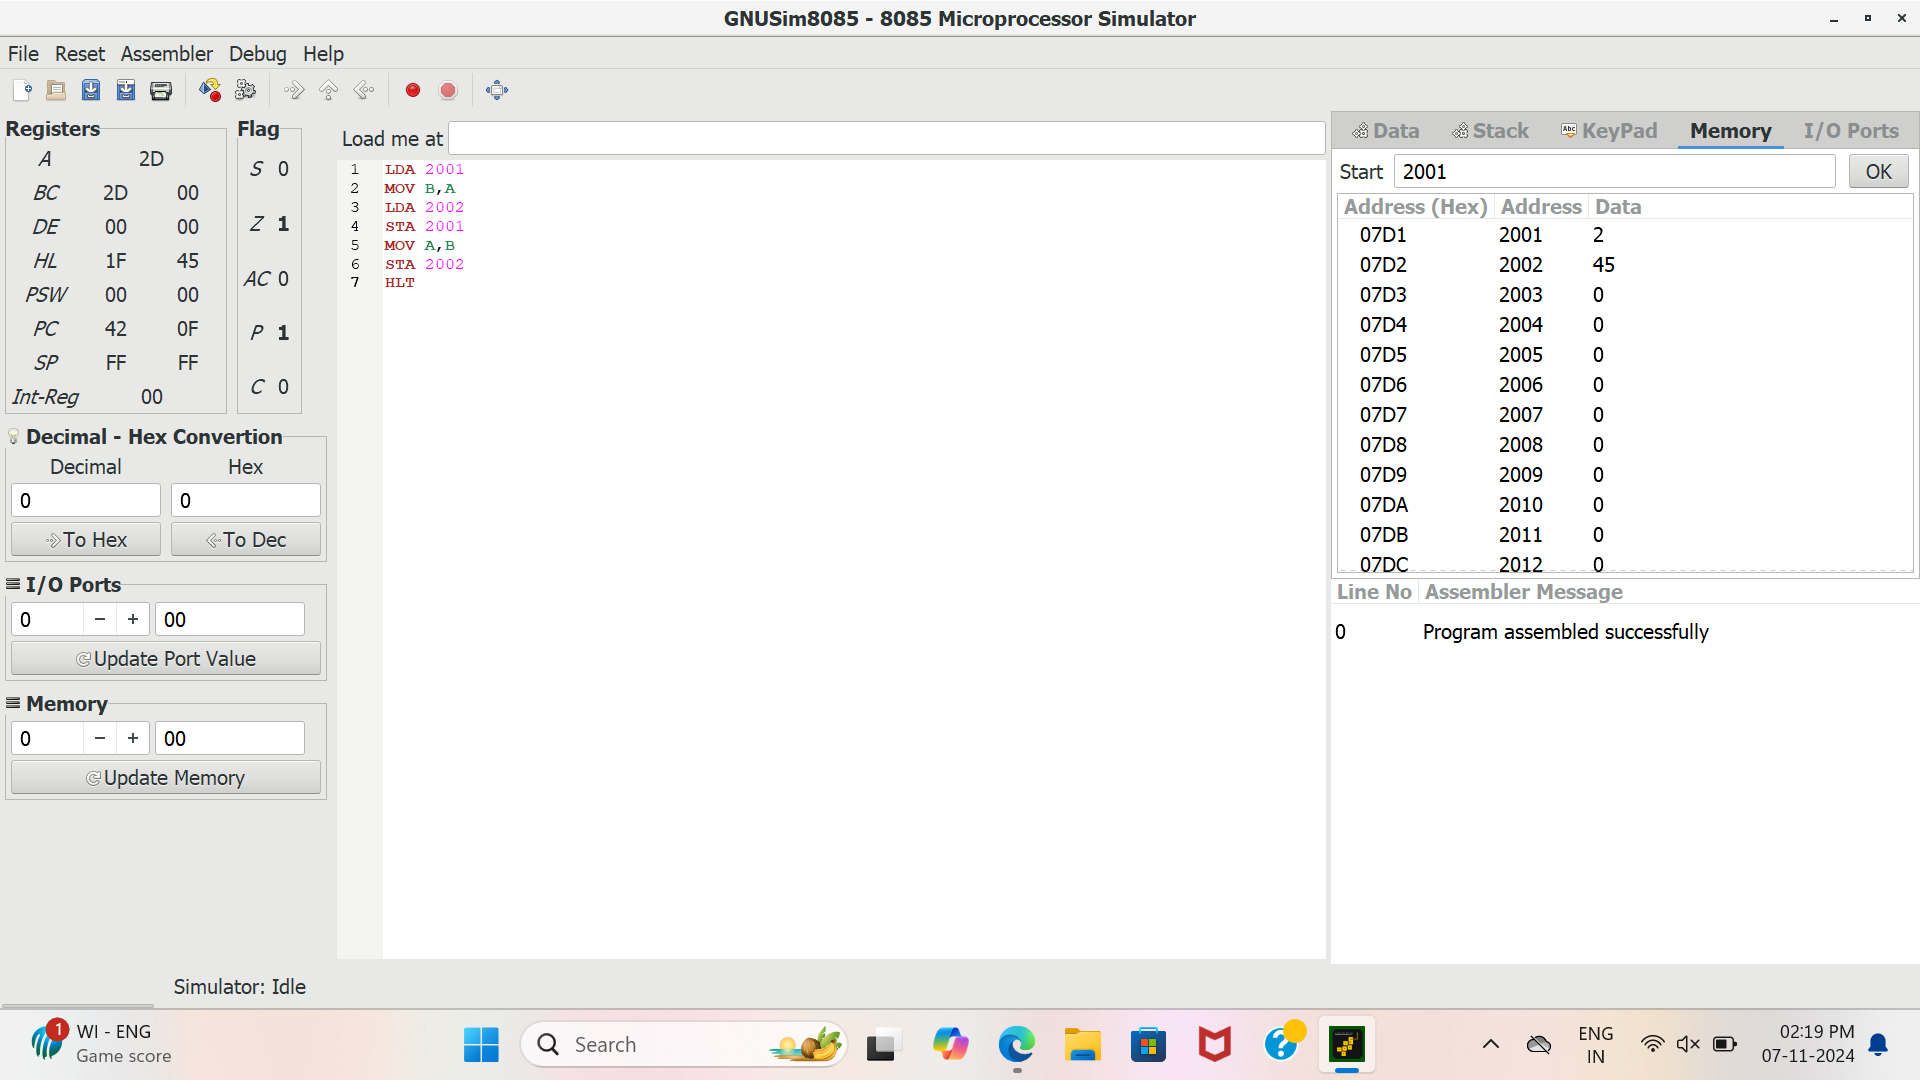 GNUSim8085 - 8085 Microprocessor Simulator
File Reset Assembler Debug Help
Registers
A 2D
BC 2D 00
DE 00 00
HL 1F 45
PSW 00 00
PC 42 0F
SP FF FF
Int-Reg 00
Flag
S 0
Z 1
AC 0
P 1
C 0
Decimal - Hex Convertion
Decimal Hex
0 0
To Hex To Dec
I/O Ports
0 − + 00
Update Port Value
Memory
0 − + 00
Update Memory
Load me at
1 LDA 2001
2 MOV B,A
3 LDA 2002
4 STA 2001
5 MOV A,B
6 STA 2002
7 HLT
Data Stack Abc KeyPad Memory I/O Ports
Start 2001 OK
Address (Hex) Address Data
07D1 2001 2
07D2 2002 45
07D3 2003 0
07D4 2004 0
07D5 2005 0
07D6 2006 0
07D7 2007 0
07D8 2008 0
07D9 2009 0
07DA 2010 0
07DB 2011 0
07DC 2012 0
Line No Assembler Message
0 Program assembled successfully
Simulator: Idle
1 WI - ENG
Game score
Search
ENG
IN
02:19 PM
07-11-2024